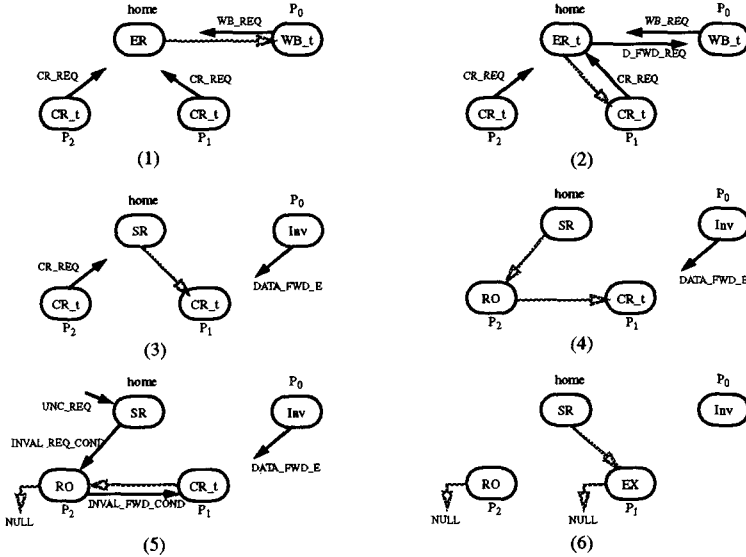 home
P0
ER
WB_REQ
WB_t
CR_REQ
CR_REQ
CR_t
CR_t
P2
P1
(1)
home
P0
ER_t
WB_REQ
WB_t
D_FWD_REQ
CR_REQ
CR_REQ
CR_t
CR_t
P2
P1
(2)
home
P0
SR
Inv
CR_REQ
CR_t
CR_t
DATA_FWD_E
P2
P1
(3)
home
P0
SR
Inv
RO
CR_t
DATA_FWD_E
P2
P1
(4)
home
P0
UNC_REQ
SR
Inv
INVAL_REQ_COND
DATA_FWD_E
RO
CR_t
NULL
P2
INVAL_FWD_COND
P1
(5)
home
P0
SR
Inv
RO
EX
P2
P1
NULL
NULL
(6)